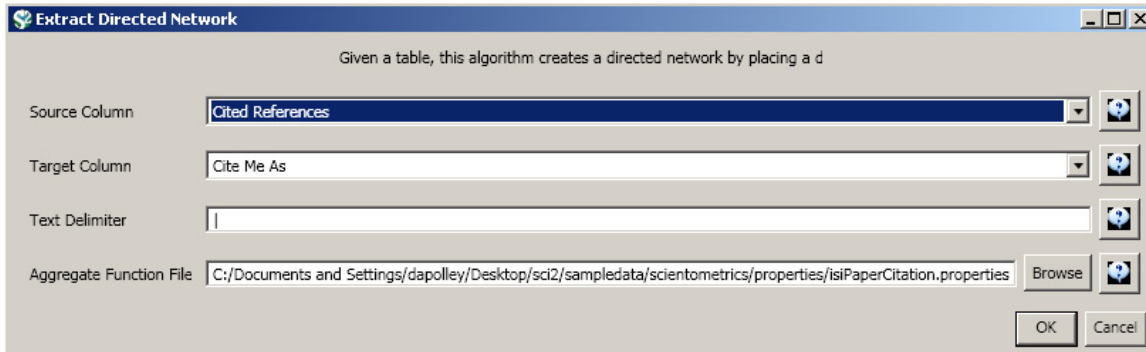 Extract Directed Network
Given a table, this algorithm creates a directed network by placing a d
Source Column Cited References
Target Column Cite Me As
Text Delimiter |
Aggregate Function File C:/Documents and Settings/dapolley/Desktop/sci2/sampledata/scientometrics/properties/isiPaperCitation.properties Browse
OK Cancel